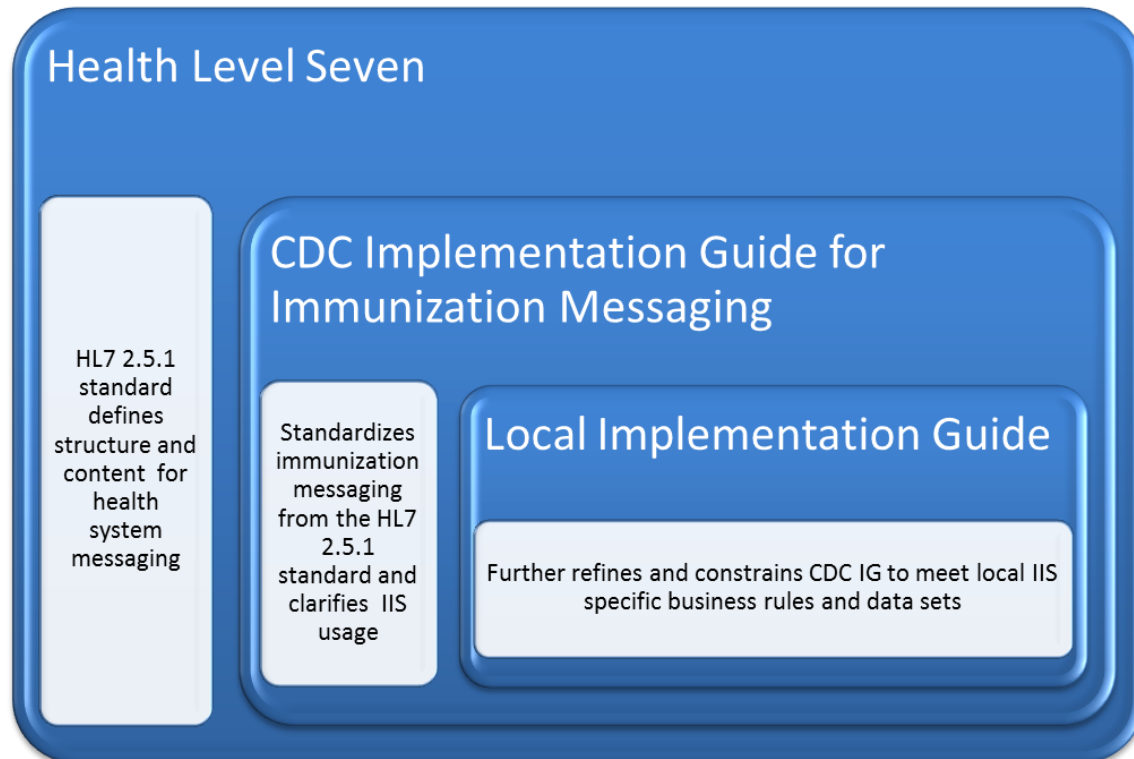 Health Level Seven
HL7 2.5.1
standard
defines
structure and
content for
health
system
messaging
CDC Implementation Guide for
Immunization Messaging
Standardizes
immunization
messaging
from the HL7
2.5.1
standard and
clarifies IIS
usage
Local Implementation Guide
Further refines and constrains CDC IG to meet local IIS
specific business rules and data sets